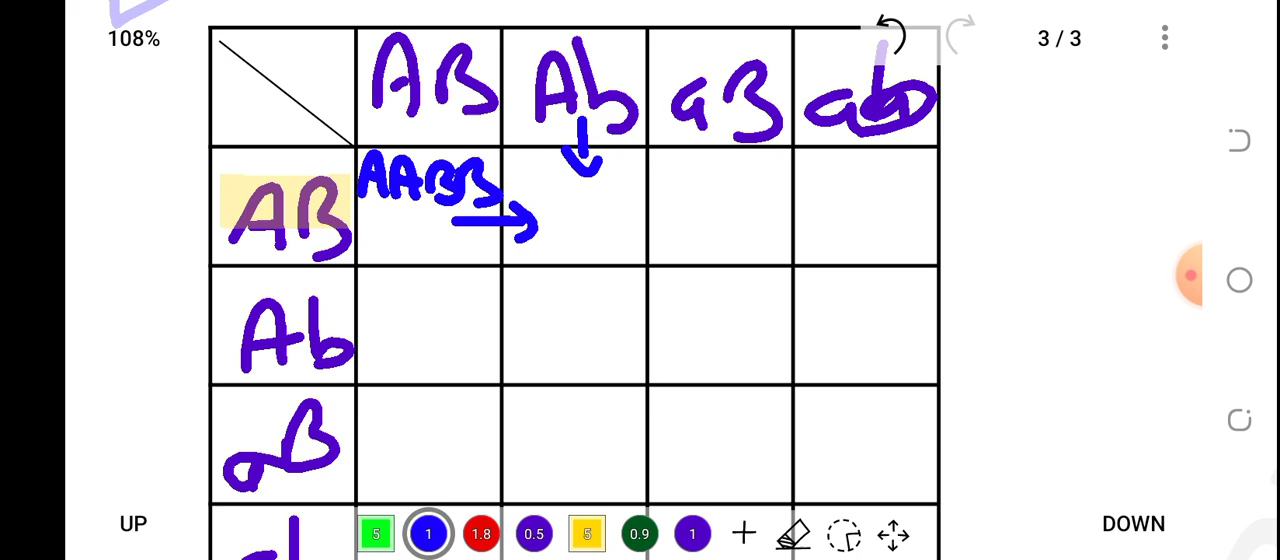 108%
3 / 3
AB Ab aB ab
AABB
AB
Ab
aB
UP
5 1 1.8 0.5 5 0.9 1
DOWN